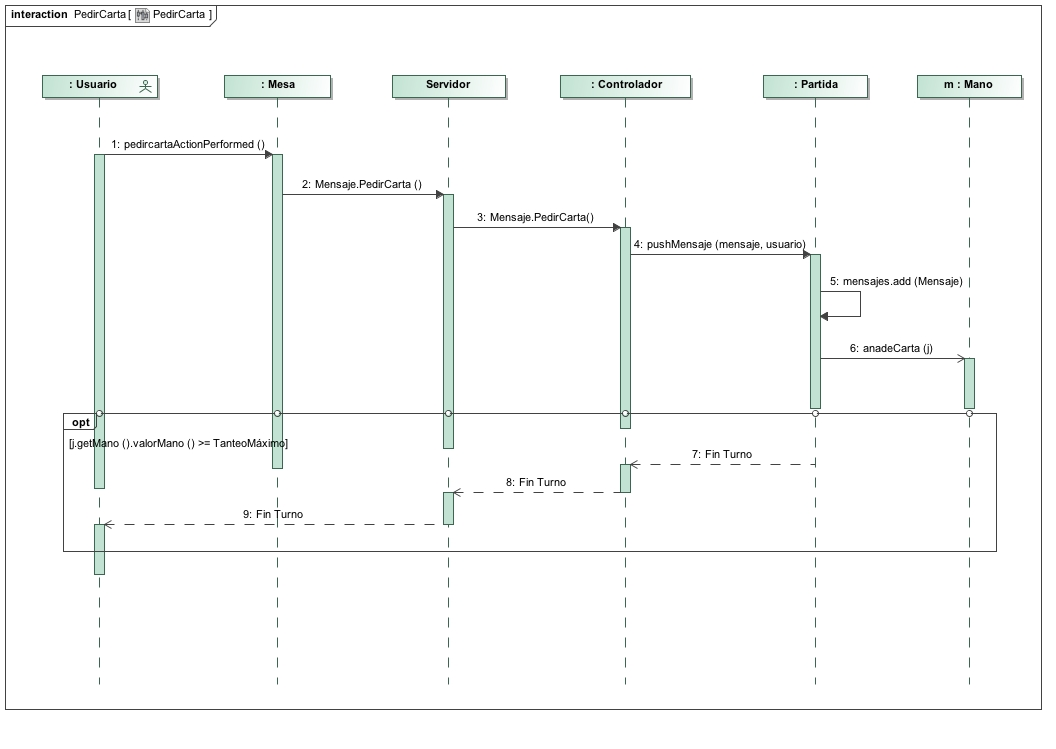 interaction PedirCarta [ PedirCarta ]
: Usuario
: Mesa
Servidor
: Controlador
: Partida
m : Mano
1: pedircartaActionPerformed ()
2: Mensaje.PedirCarta ()
3: Mensaje.PedirCarta()
4: pushMensaje (mensaje, usuario)
5: mensajes.add (Mensaje)
6: anadeCarta (j)
opt
[j.getMano ().valorMano () >= TanteoMáximo]
7: Fin Turno
8: Fin Turno
9: Fin Turno